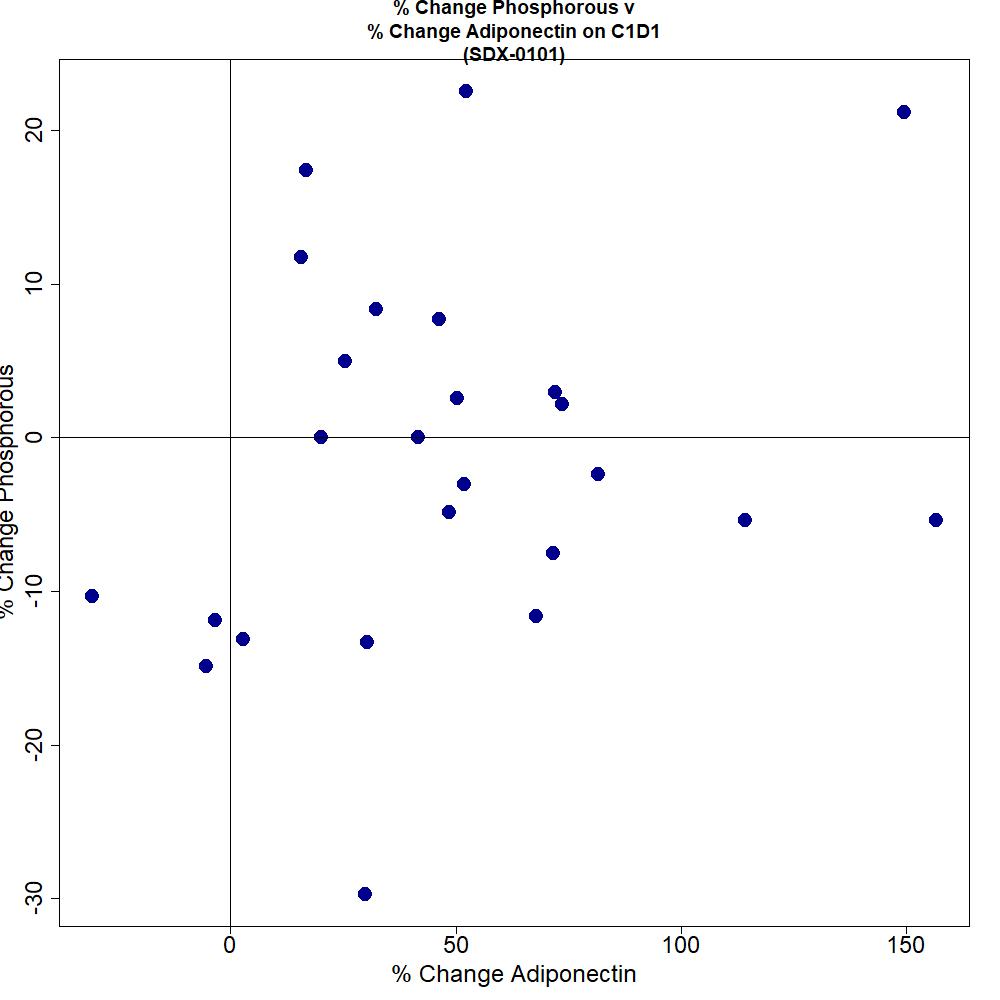 % Change Phosphorous v
% Change Adiponectin on C1D1
(SDX-0101)
20
10
0
-10
-20
-30
% Change Phosphorous
0 50 100 150
% Change Adiponectin